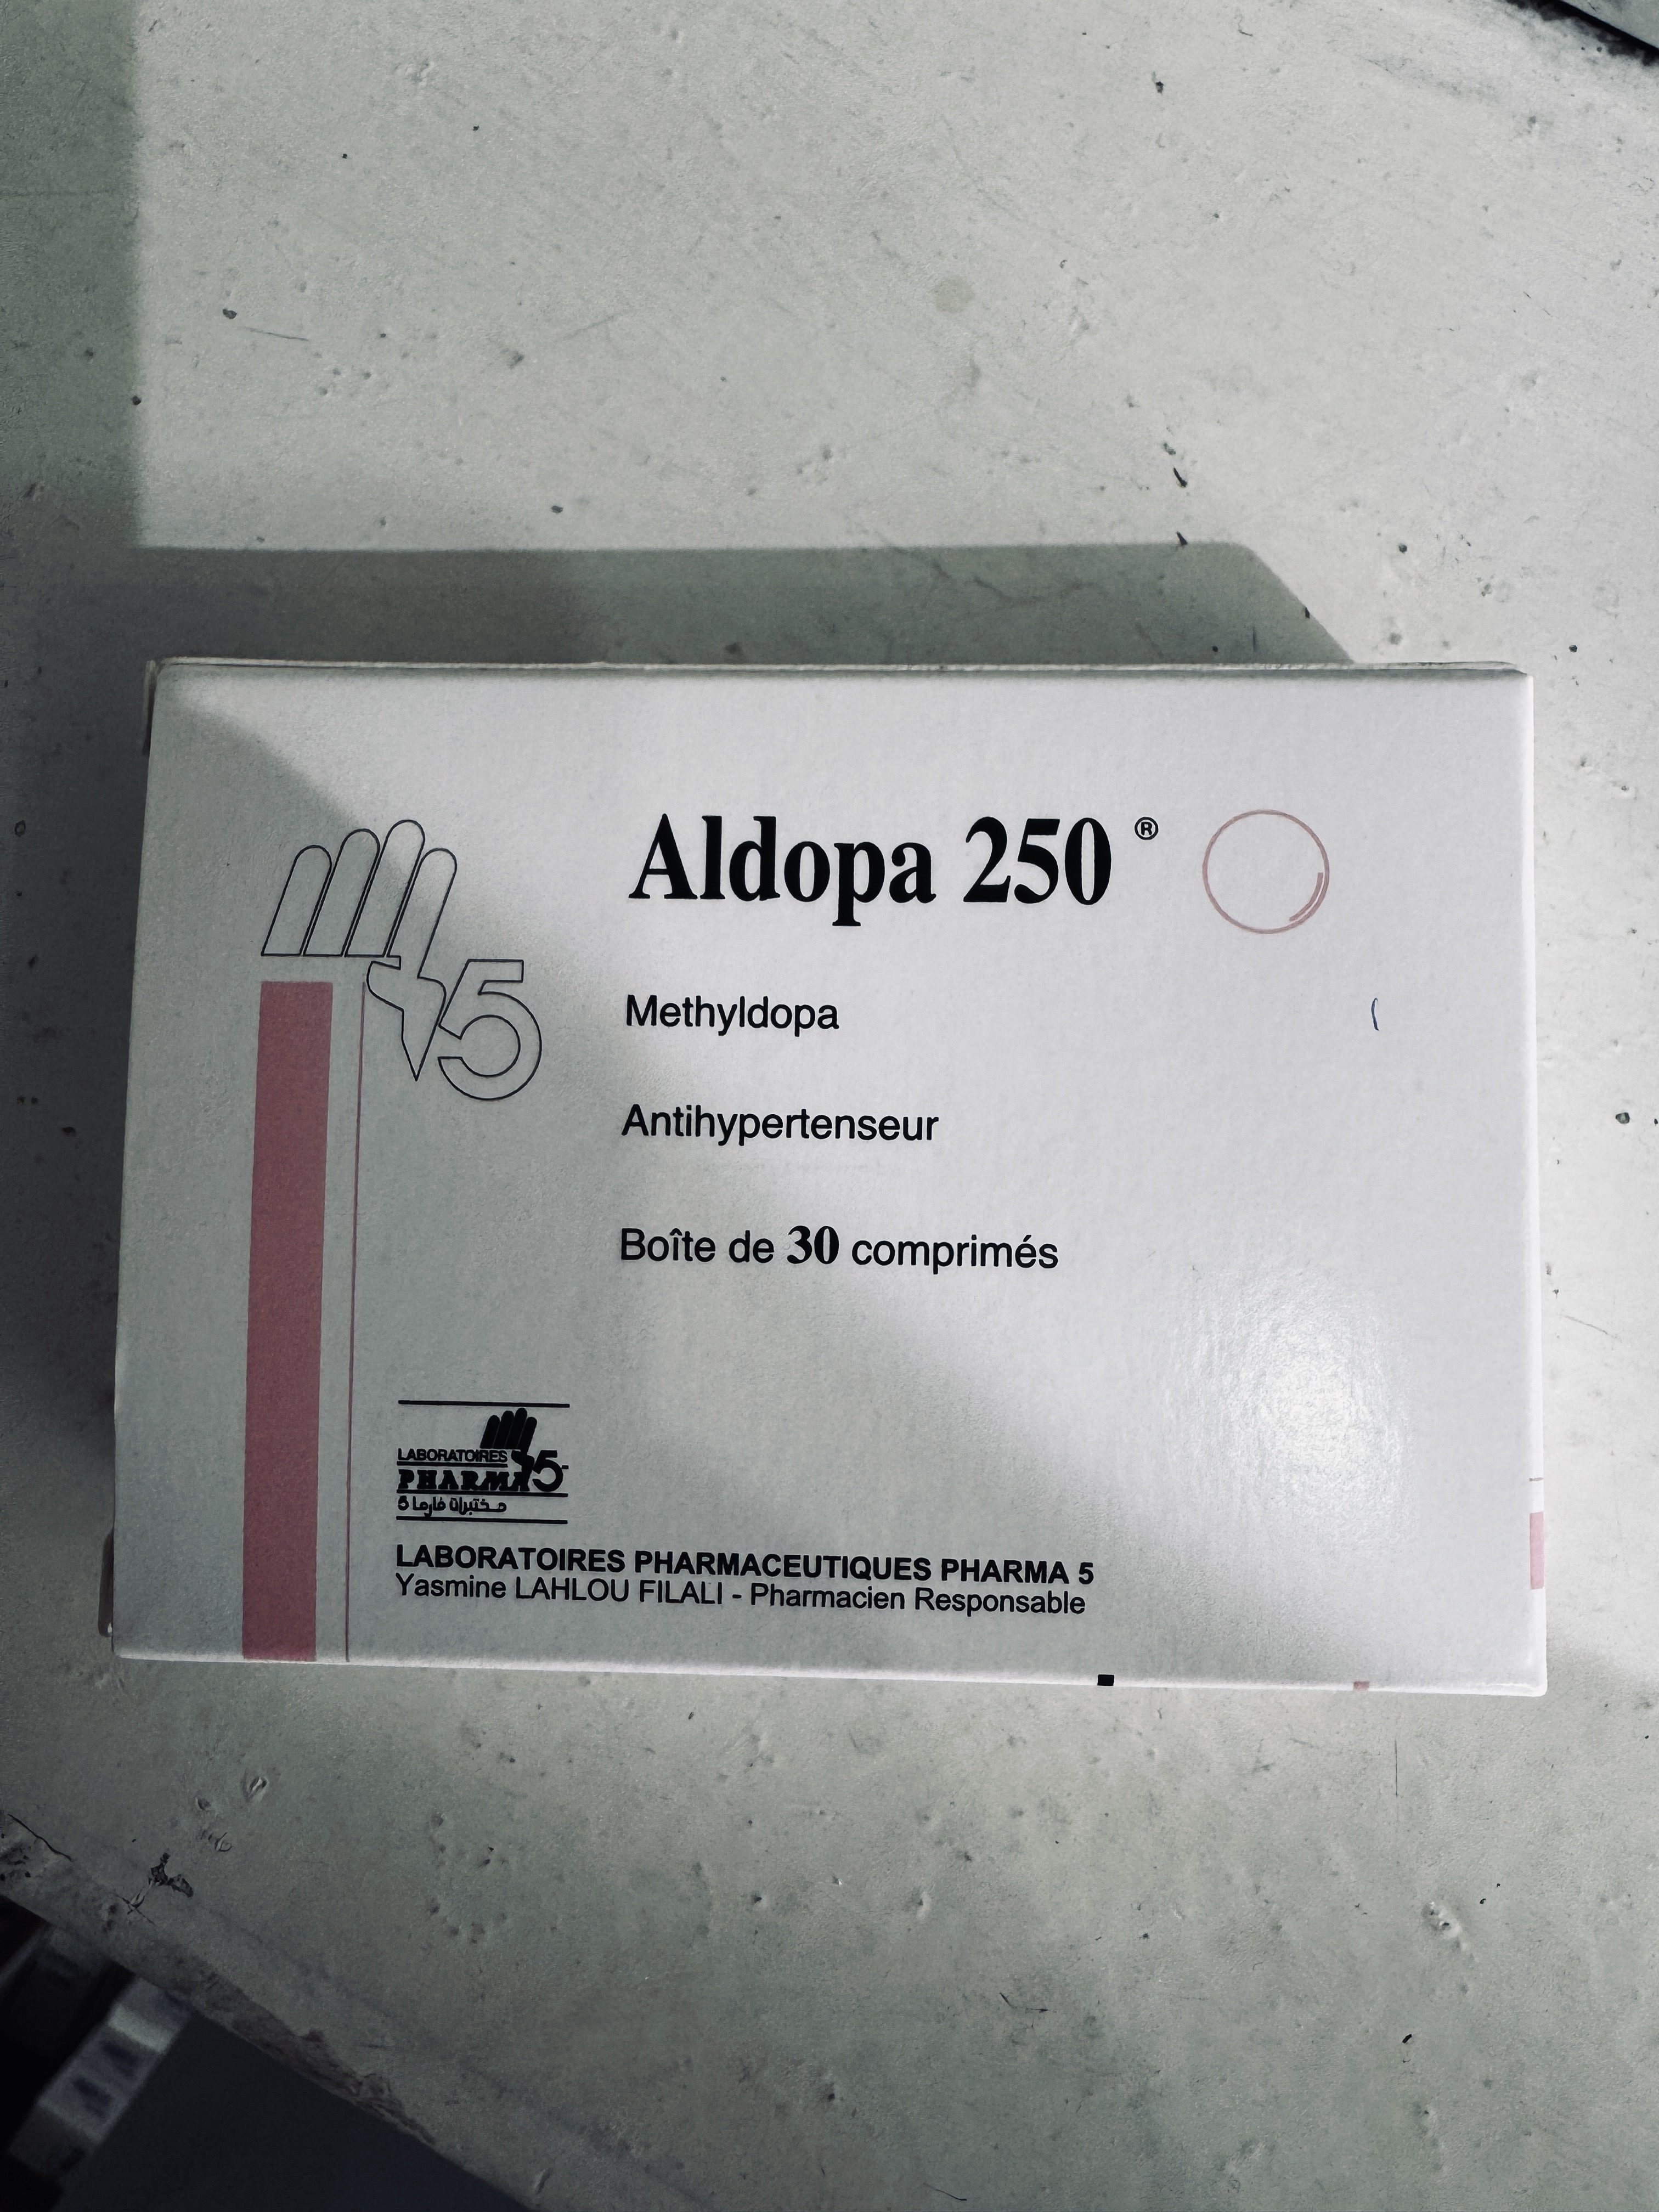 Aldopa 250 ®
Methyldopa
Antihypertenseur
Boîte de 30 comprimés
5
LABORATOIRES
PHARMA 5
مختبرات فارما 5
LABORATOIRES PHARMACEUTIQUES PHARMA 5
Yasmine LAHLOU FILALI - Pharmacien Responsable